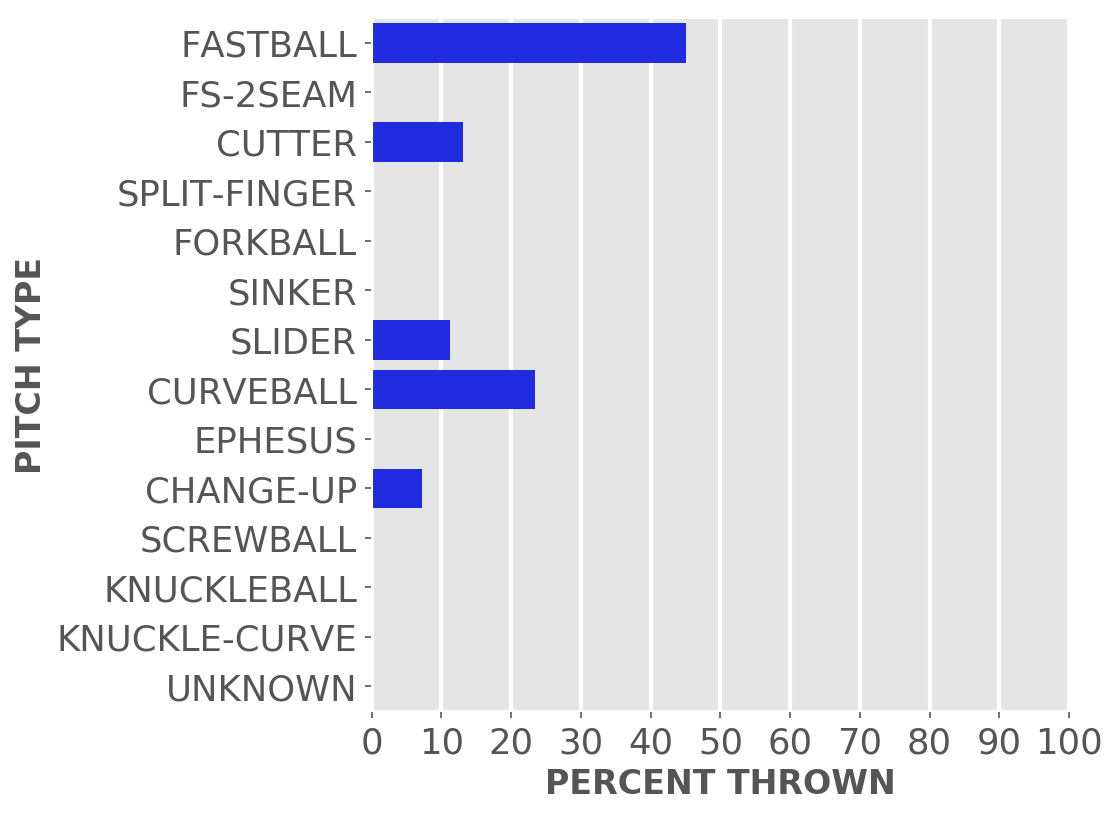 FASTBALL
FS-2SEAM
CUTTER
SPLIT-FINGER
FORKBALL
SINKER
SLIDER
CURVEBALL
EPHESUS
CHANGE-UP
SCREWBALL
KNUCKLEBALL
KNUCKLE-CURVE
UNKNOWN
PITCH TYPE
0 10 20 30 40 50 60 70 80 90 100
PERCENT THROWN